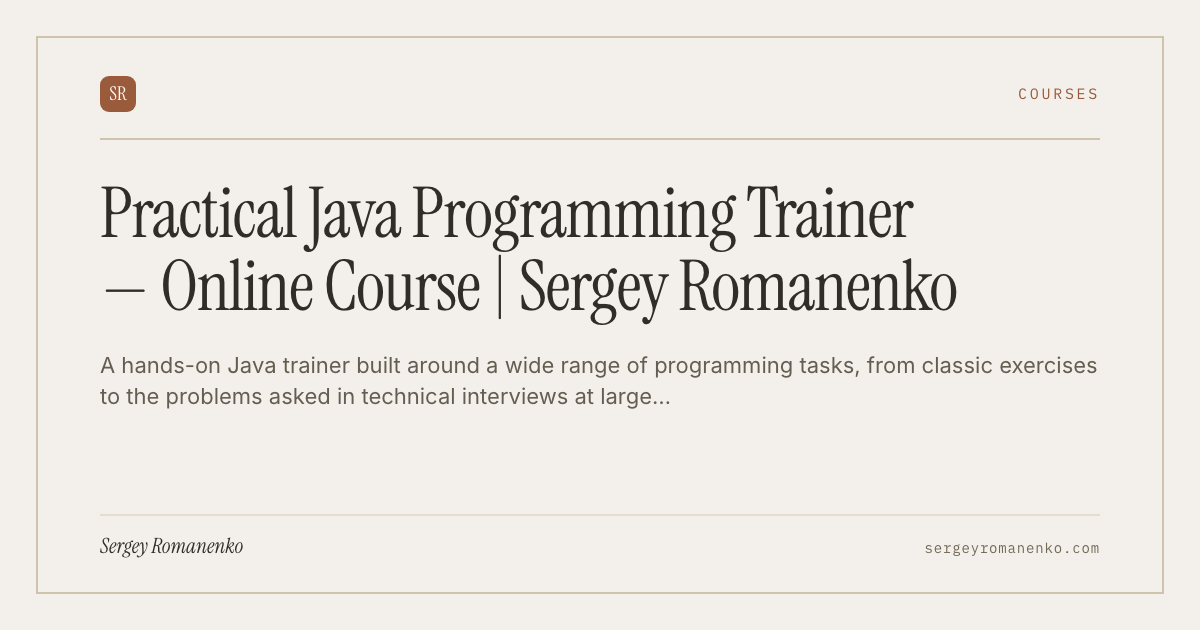 SR
COURSES
Practical Java Programming Trainer
— Online Course | Sergey Romanenko
A hands-on Java trainer built around a wide range of programming tasks, from classic exercises
to the problems asked in technical interviews at large...
Sergey Romanenko
sergeyromanenko.com